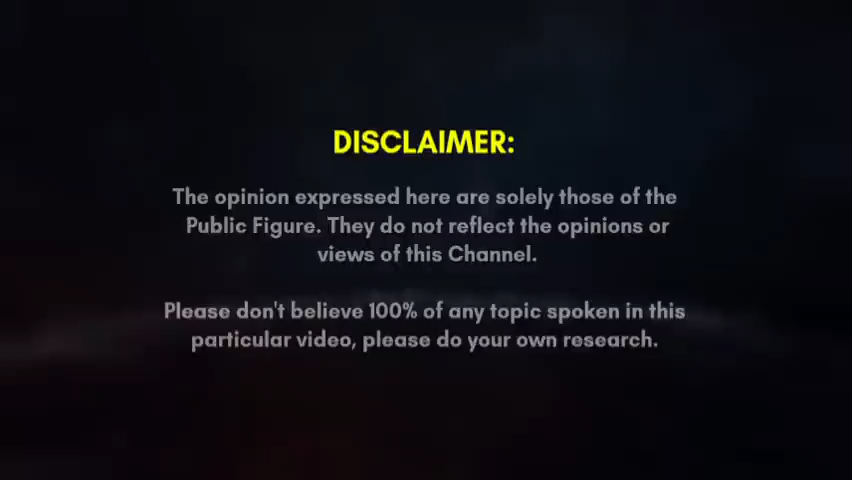 DISCLAIMER:
The opinion expressed here are solely those of the
Public Figure. They do not reflect the opinions or
views of this Channel.
Please don't believe 100% of any topic spoken in this
particular video, please do your own research.